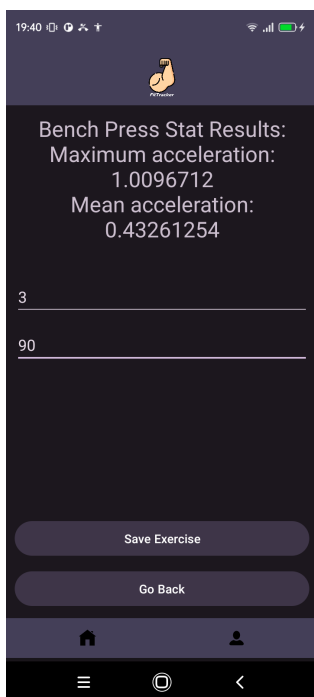 19:40
FitTracker
Bench Press Stat Results:
Maximum acceleration:
1.0096712
Mean acceleration:
0.43261254
3
90
Save Exercise
Go Back